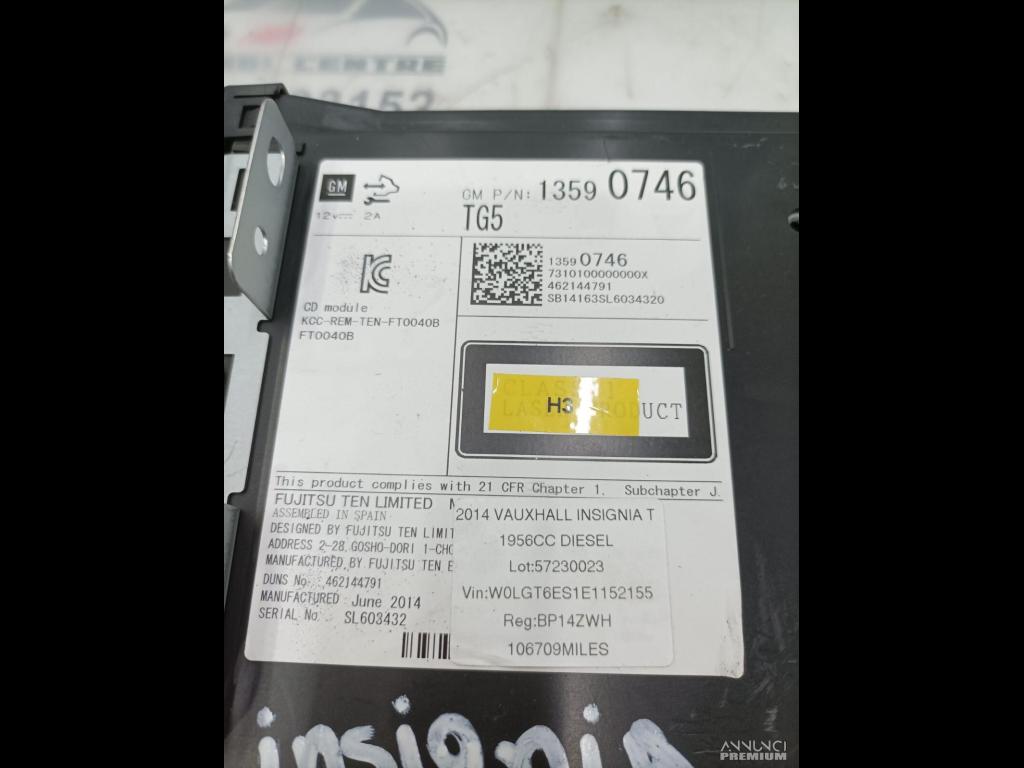 CENTRE
GM
GM P/N: 1359 0746
12V 2A
TG5
1359 0746
7310100000000X
462144791
SB14163SL6034320
CD module
KCC-REM-TEN-FT0040B
FT0040B
CLASS 1
H3
LASER PRODUCT
This product complies with 21 CFR Chapter 1, Subchapter J.
FUJITSU TEN LIMITED
ASSEMBLED IN SPAIN
DESIGNED BY FUJITSU TEN LIMIT
ADDRESS 2-28, GOSHO-DORI 1-CHO
MANUFACTURED BY FUJITSU TEN E
DUNS No. 462144791
MANUFACTURED June 2014
SERIAL No. SL603432
2014 VAUXHALL INSIGNIA T
1956CC DIESEL
Lot:57230023
Vin:W0LGT6ES1E1152155
Reg:BP14ZWH
106709MILES
insignia
ANNUNCI
PREMIUM